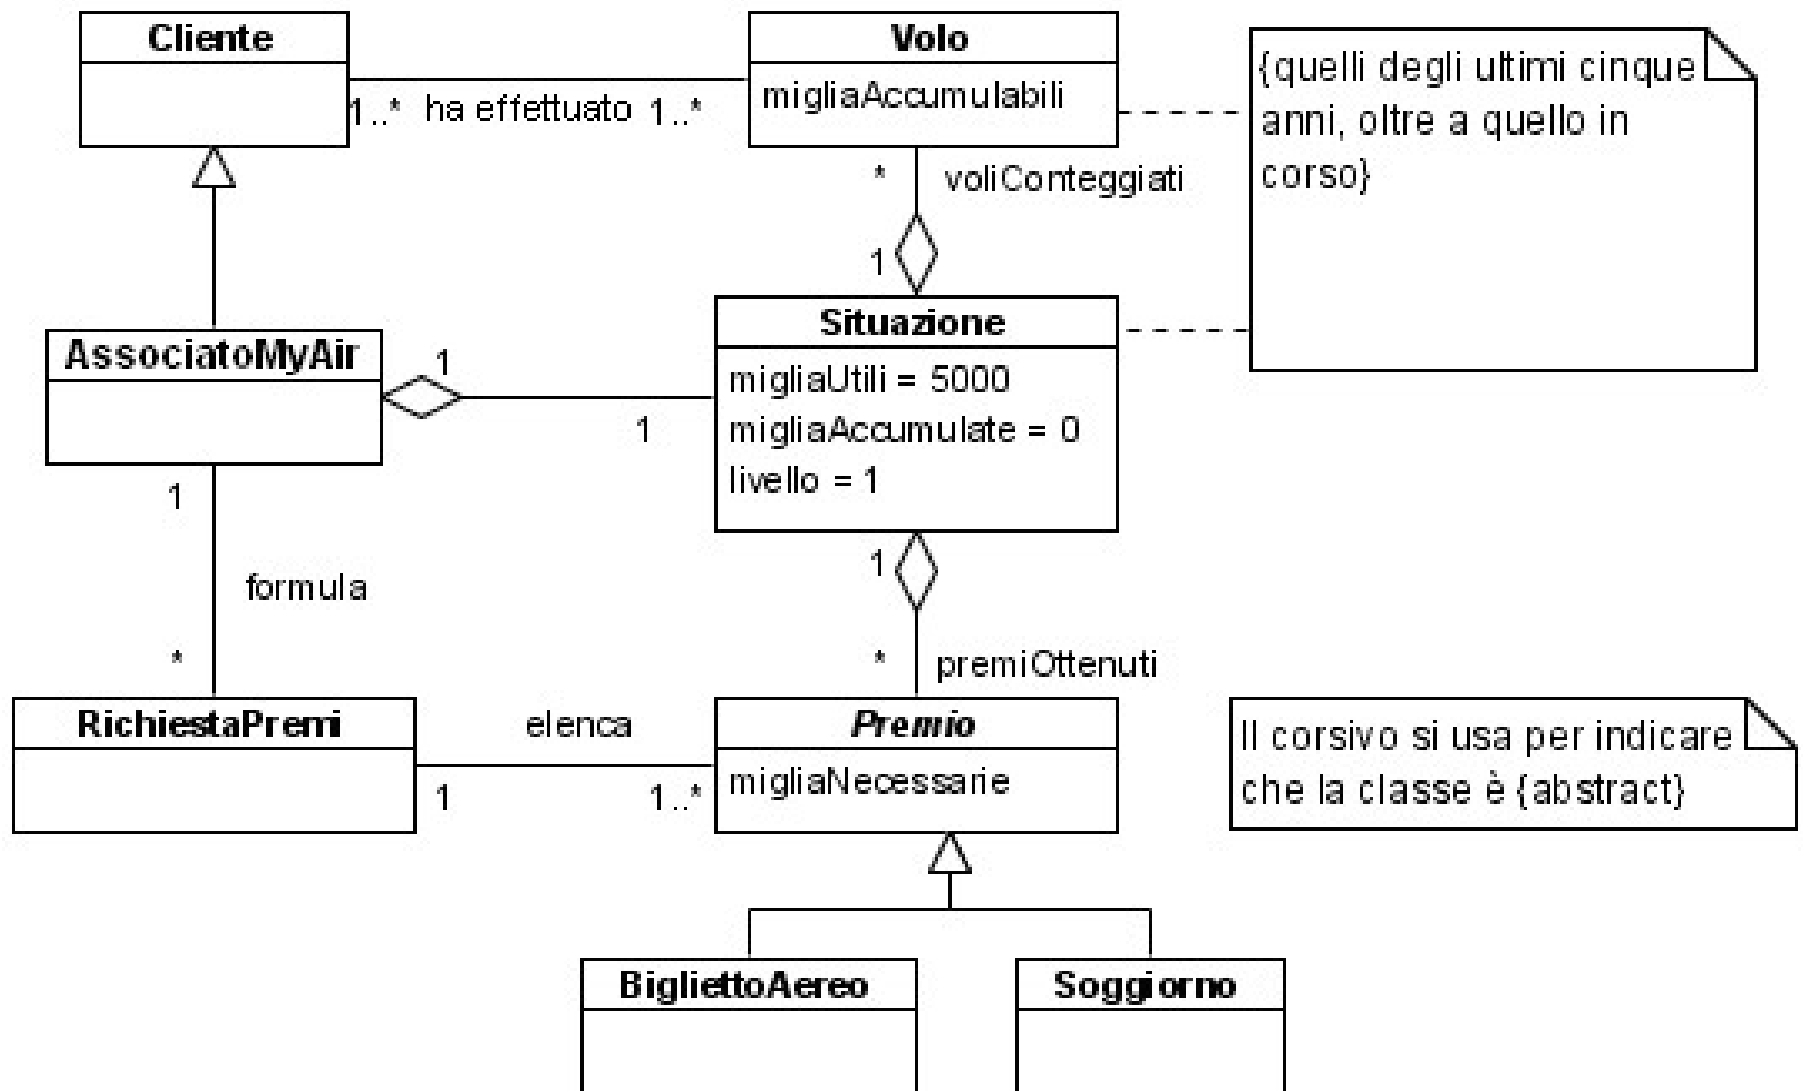 Cliente
Volo
migliaAccumulabili
{quelli degli ultimi cinque
anni, oltre a quello in
corso}
1..* ha effettuato 1..*
* voliConteggiati
1
AssociatoMyAir
1
1
Situazione
migliaUtili = 5000
migliaAccumulate = 0
livello = 1
1
formula
*
1
* premiOttenuti
RichiestaPremi
elenca
1
1..*
Premio
migliaNecessarie
Il corsivo si usa per indicare
che la classe è {abstract}
BigliettoAereo
Soggiorno